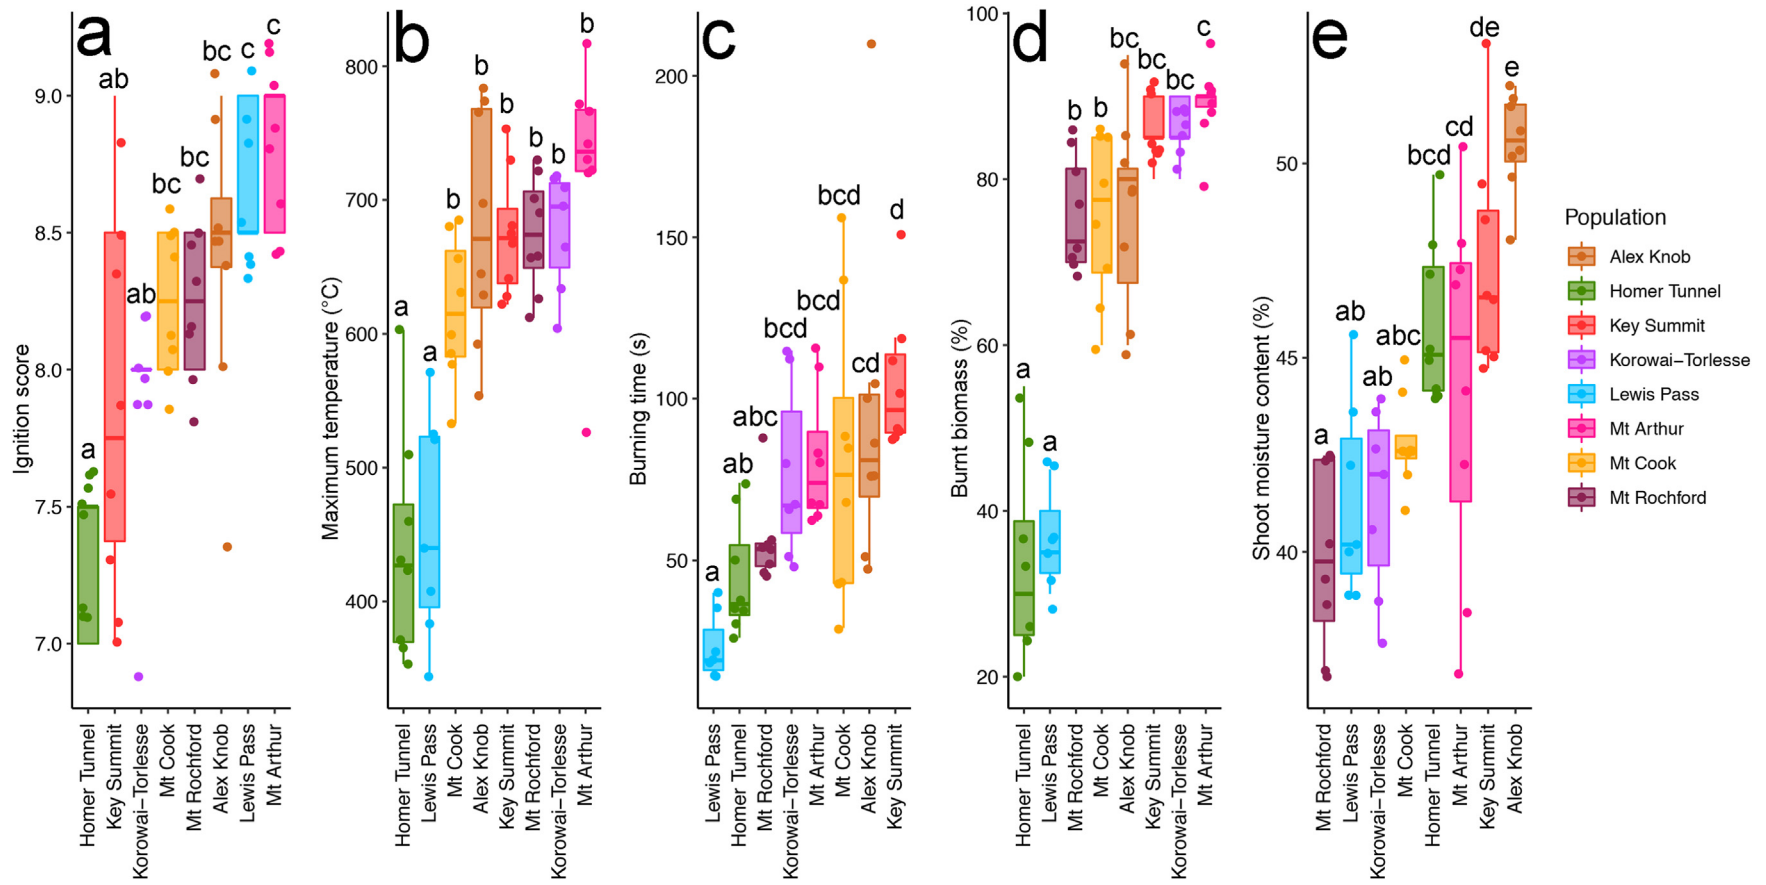 a
Ignition score
9.0
8.5
8.0
7.5
7.0
a
ab
ab
bc
bc
bc
c
c
Homer Tunnel
Key Summit
Korowai–Torlesse
Mt Cook
Mt Rochford
Alex Knob
Lewis Pass
Mt Arthur
b
Maximum temperature (°C)
800
700
600
500
400
a
a
b
b
b
b
b
b
Homer Tunnel
Lewis Pass
Mt Cook
Alex Knob
Key Summit
Mt Rochford
Korowai–Torlesse
Mt Arthur
c
Burning time (s)
200
150
100
50
a
ab
abc
bcd
bcd
bcd
cd
d
Lewis Pass
Homer Tunnel
Mt Rochford
Korowai–Torlesse
Mt Arthur
Mt Cook
Alex Knob
Key Summit
d
Burnt biomass (%)
100
80
60
40
20
a
a
b
b
bc
bc
bc
c
Homer Tunnel
Lewis Pass
Mt Rochford
Mt Cook
Alex Knob
Key Summit
Korowai–Torlesse
Mt Arthur
e
Shoot moisture content (%)
50
45
40
a
ab
ab
abc
bcd
cd
de
e
Mt Rochford
Lewis Pass
Korowai–Torlesse
Mt Cook
Homer Tunnel
Mt Arthur
Key Summit
Alex Knob
Population
Alex Knob
Homer Tunnel
Key Summit
Korowai–Torlesse
Lewis Pass
Mt Arthur
Mt Cook
Mt Rochford